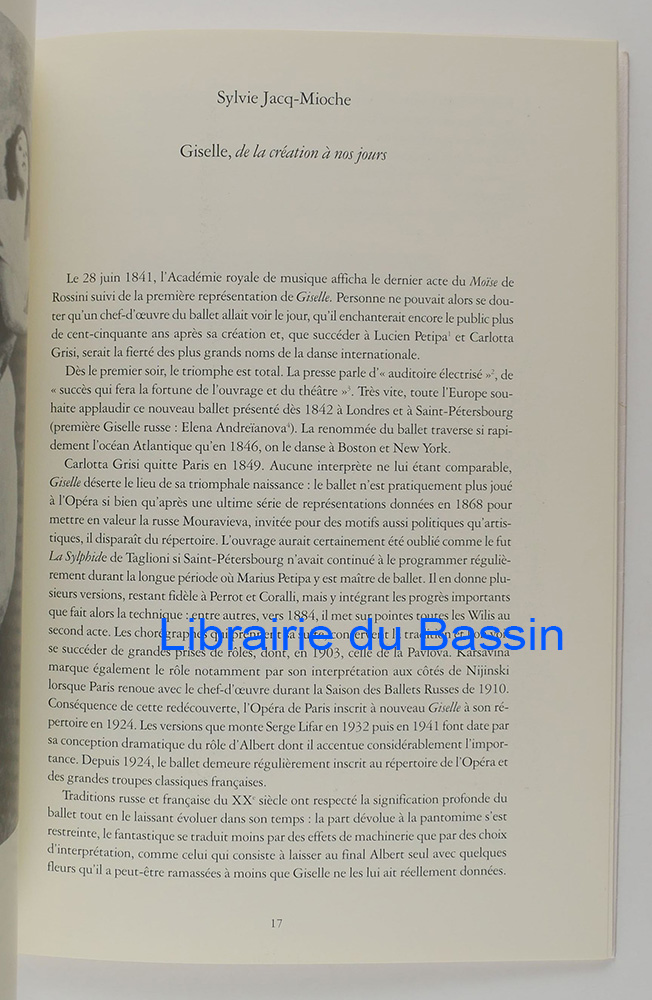 Sylvie Jacq-Mioche
Giselle, de la création à nos jours
Le 28 juin 1841, l'Académie royale de musique afficha le dernier acte du Moïse de
Rossini suivi de la première représentation de Giselle. Personne ne pouvait alors se dou-
ter qu'un chef-d'œuvre du ballet allait voir le jour, qu'il enchanterait encore le public plus
de cent-cinquante ans après sa création et, que succéder à Lucien Petipa¹ et Carlotta
Grisi, serait la fierté des plus grands noms de la danse internationale.
Dès le premier soir, le triomphe est total. La presse parle d'« auditoire électrisé »², de
« succès qui fera la fortune de l'ouvrage et du théâtre »³. Très vite, toute l'Europe sou-
haite applaudir ce nouveau ballet présenté dès 1842 à Londres et à Saint-Pétersbourg
(première Giselle russe : Elena Andreïanova⁴). La renommée du ballet traverse si rapi-
dement l'océan Atlantique qu'en 1846, on le danse à Boston et New York.
Carlotta Grisi quitte Paris en 1849. Aucune interprète ne lui étant comparable,
Giselle déserte le lieu de sa triomphale naissance : le ballet n'est pratiquement plus joué
à l'Opéra si bien qu'après une ultime série de représentations données en 1868 pour
mettre en valeur la russe Mouravieva, invitée pour des motifs aussi politiques qu'artis-
tiques, il disparaît du répertoire. L'ouvrage aurait certainement été oublié comme le fut
La Sylphide de Taglioni si Saint-Pétersbourg n'avait continué à le programmer réguliè-
rement durant la longue période où Marius Petipa y est maître de ballet. Il en donne plu-
sieurs versions, restant fidèle à Perrot et Coralli, mais y intégrant les progrès importants
que fait alors la technique : entre autres, vers 1884, il met sur pointes toutes les Wilis au
second acte. Les chorégraphes qui prennent sa suite conservent la tradition et l'on voit
se succéder de grandes prises de rôles, dont, en 1903, celle de la Pavlova. Karsavina
marque également le rôle notamment par son interprétation aux côtés de Nijinski
lorsque Paris renoue avec le chef-d'œuvre durant la Saison des Ballets Russes de 1910.
Conséquence de cette redécouverte, l'Opéra de Paris inscrit à nouveau Giselle à son ré-
pertoire en 1924. Les versions que monte Serge Lifar en 1932 puis en 1941 font date par
sa conception dramatique du rôle d'Albert dont il accentue considérablement l'impor-
tance. Depuis 1924, le ballet demeure régulièrement inscrit au répertoire de l'Opéra et
des grandes troupes classiques françaises.
Traditions russe et française du XXᵉ siècle ont respecté la signification profonde du
ballet tout en le laissant évoluer dans son temps : la part dévolue à la pantomime s'est
restreinte, le fantastique se traduit moins par des effets de machinerie que par des choix
d'interprétation, comme celui qui consiste à laisser au final Albert seul avec quelques
fleurs qu'il a peut-être ramassées à moins que Giselle ne les lui ait réellement données.
17
Librairie du Bassin